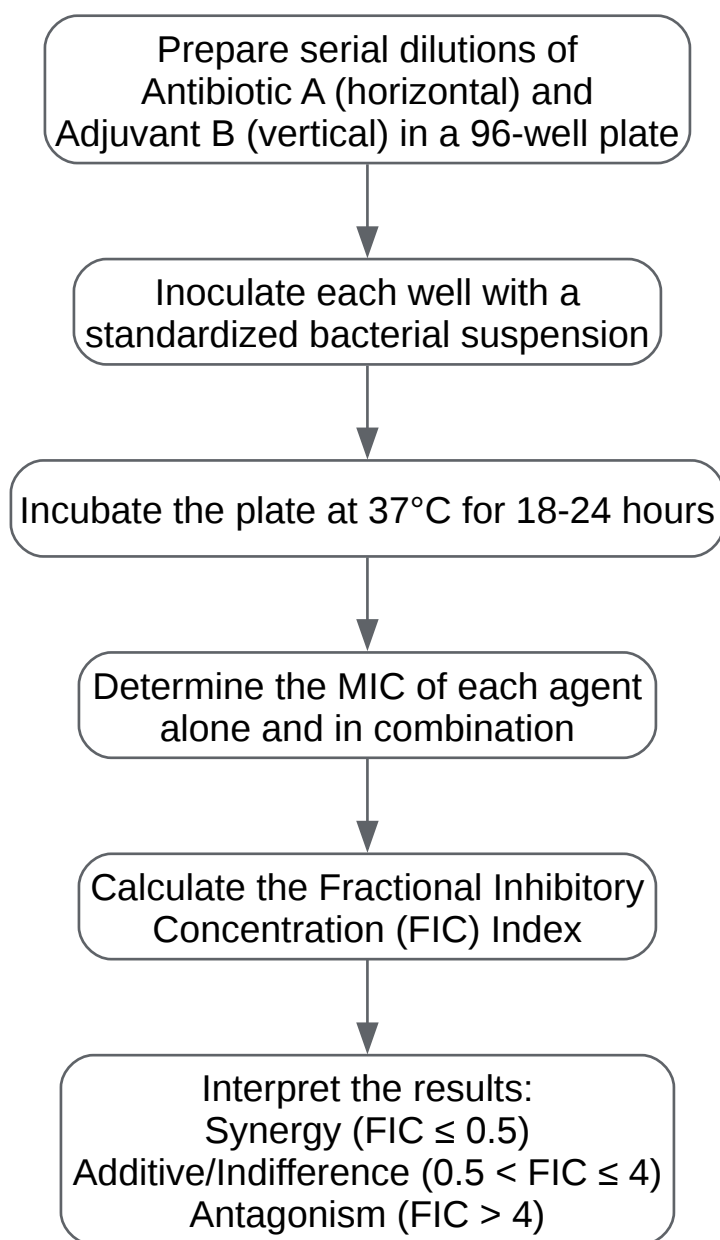 Prepare serial dilutions of
Antibiotic A (horizontal) and
Adjuvant B (vertical) in a 96-well plate
Inoculate each well with a
standardized bacterial suspension
Incubate the plate at 37°C for 18-24 hours
Determine the MIC of each agent
alone and in combination
Calculate the Fractional Inhibitory
Concentration (FIC) Index
Interpret the results:
Synergy (FIC ≤ 0.5)
Additive/Indifference (0.5 < FIC ≤ 4)
Antagonism (FIC > 4)